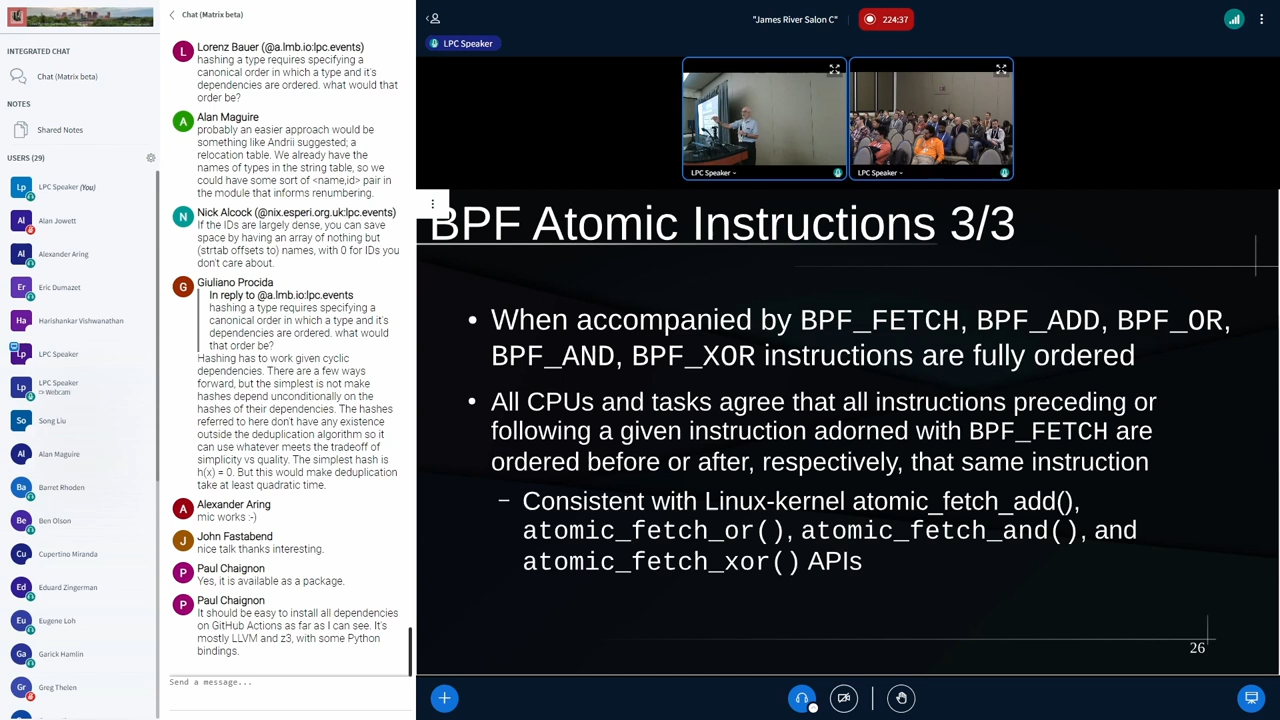 INTEGRATED CHAT
Chat (Matrix beta)
NOTES
Shared Notes
USERS (29)
Lp
LPC Speaker (You)
Al
Alan Jowett
Al
Alexander Aring
Er
Eric Dumazet
Ha
Harishankar Vishwanathan
Lp
LPC Speaker
Lp
LPC Speaker
Webcam
So
Song Liu
Al
Alan Maguire
Ba
Barret Rhoden
Be
Ben Olson
Cu
Cupertino Miranda
Ed
Eduard Zingerman
Eu
Eugene Loh
Ga
Garick Hamlin
Gr
Greg Thelen
Chat (Matrix beta)
L
Lorenz Bauer (@a.lmb.io:lpc.events)
hashing a type requires specifying a
canonical order in which a type and it's
dependencies are ordered. what would that
order be?
A
Alan Maguire
probably an easier approach would be
something like Andrii suggested; a
relocation table. We already have the
names of types in the string table, so we
could have some sort of <name,id> pair in
the module that informs renumbering.
N
Nick Alcock (@nix.esperi.org.uk:lpc.events)
If the IDs are largely dense, you can save
space by having an array of nothing but
(strtab offsets to) names, with 0 for IDs you
don't care about.
G
Giuliano Procida
In reply to @a.lmb.io:lpc.events
hashing a type requires specifying a
canonical order in which a type and it's
dependencies are ordered. what would
that order be?
Hashing has to work given cyclic
dependencies. There are a few ways
forward, but the simplest is not make
hashes depend unconditionally on the
hashes of their dependencies. The hashes
referred to here don't have any existence
outside the deduplication algorithm so it
can use whatever meets the tradeoff of
simplicity vs quality. The simplest hash is
h(x) = 0. But this would make deduplication
take at least quadratic time.
A
Alexander Aring
mic works :-)
J
John Fastabend
nice talk thanks interesting.
P
Paul Chaignon
Yes, it is available as a package.
P
Paul Chaignon
It should be easy to install all dependencies
on GitHub Actions as far as I can see. It's
mostly LLVM and z3, with some Python
bindings.
Send a message...
"James River Salon C"
224:37
LPC Speaker
LPC Speaker
LPC Speaker
BPF Atomic Instructions 3/3
• When accompanied by BPF_FETCH, BPF_ADD, BPF_OR,
BPF_AND, BPF_XOR instructions are fully ordered
• All CPUs and tasks agree that all instructions preceding or
following a given instruction adorned with BPF_FETCH are
ordered before or after, respectively, that same instruction
– Consistent with Linux-kernel atomic_fetch_add(),
atomic_fetch_or(), atomic_fetch_and(), and
atomic_fetch_xor() APIs
26